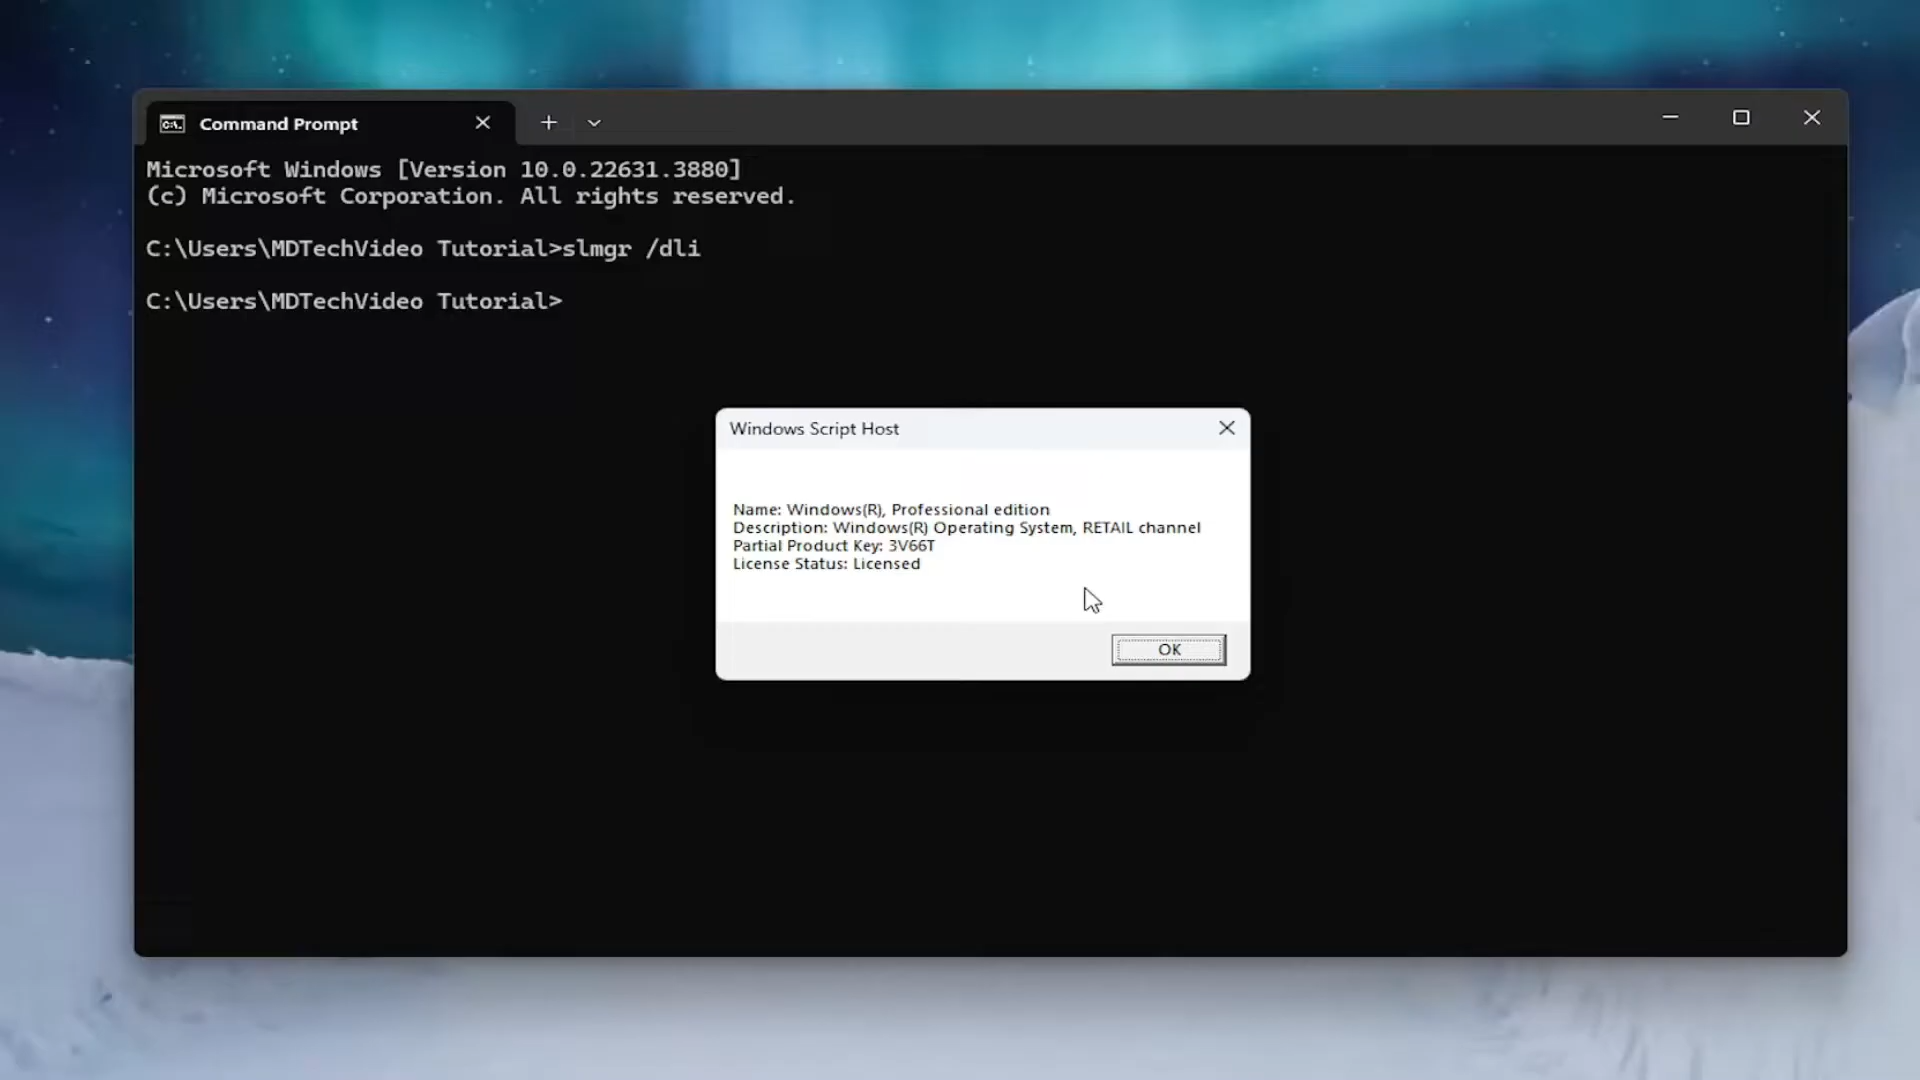 Command Prompt
Microsoft Windows [Version 10.0.22631.3880]
(c) Microsoft Corporation. All rights reserved.
C:\Users\MDTechVideo Tutorial>slmgr /dli
C:\Users\MDTechVideo Tutorial>
Windows Script Host
Name: Windows(R), Professional edition
Description: Windows(R) Operating System, RETAIL channel
Partial Product Key: 3V66T
License Status: Licensed
OK